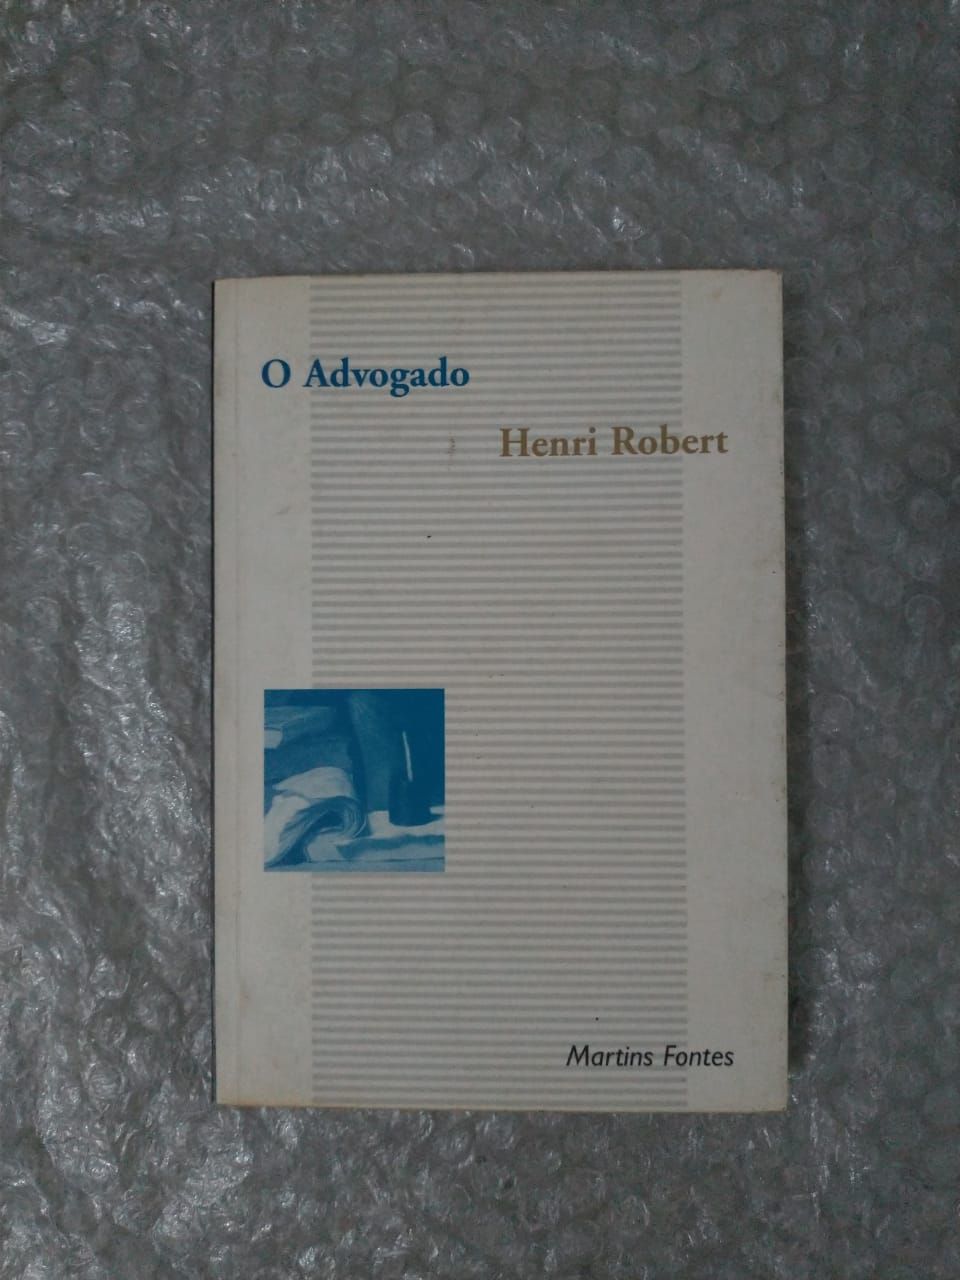 O Advogado
Henri Robert
Martins Fontes